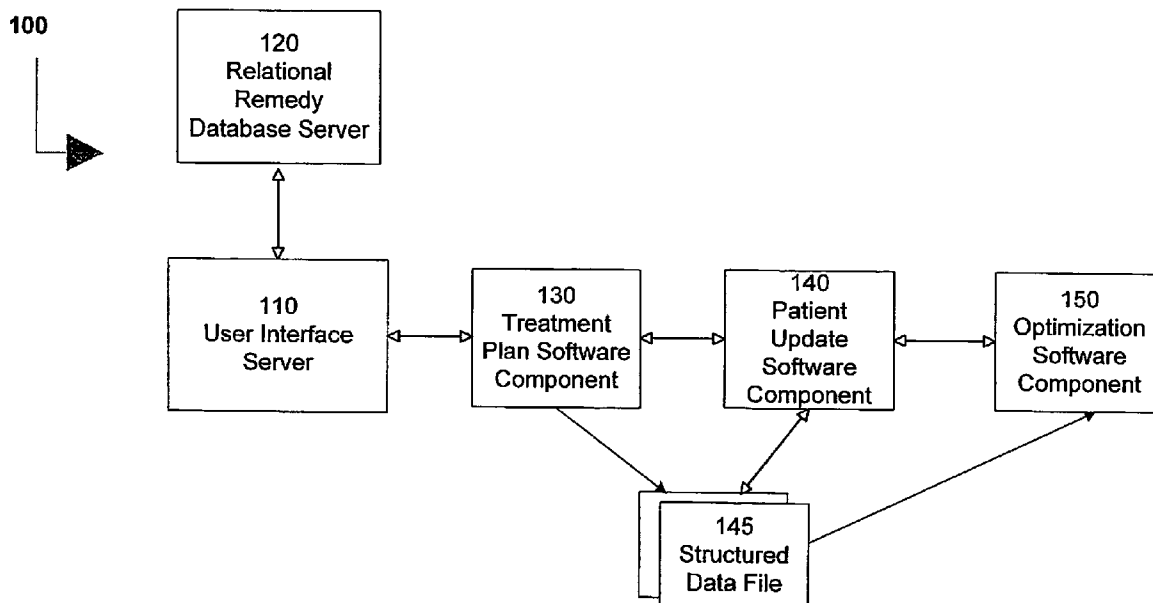 100
120
Relational
Remedy
Database Server
110
User Interface
Server
130
Treatment
Plan Software
Component
140
Patient
Update
Software
Component
150
Optimization
Software
Component
145
Structured
Data File